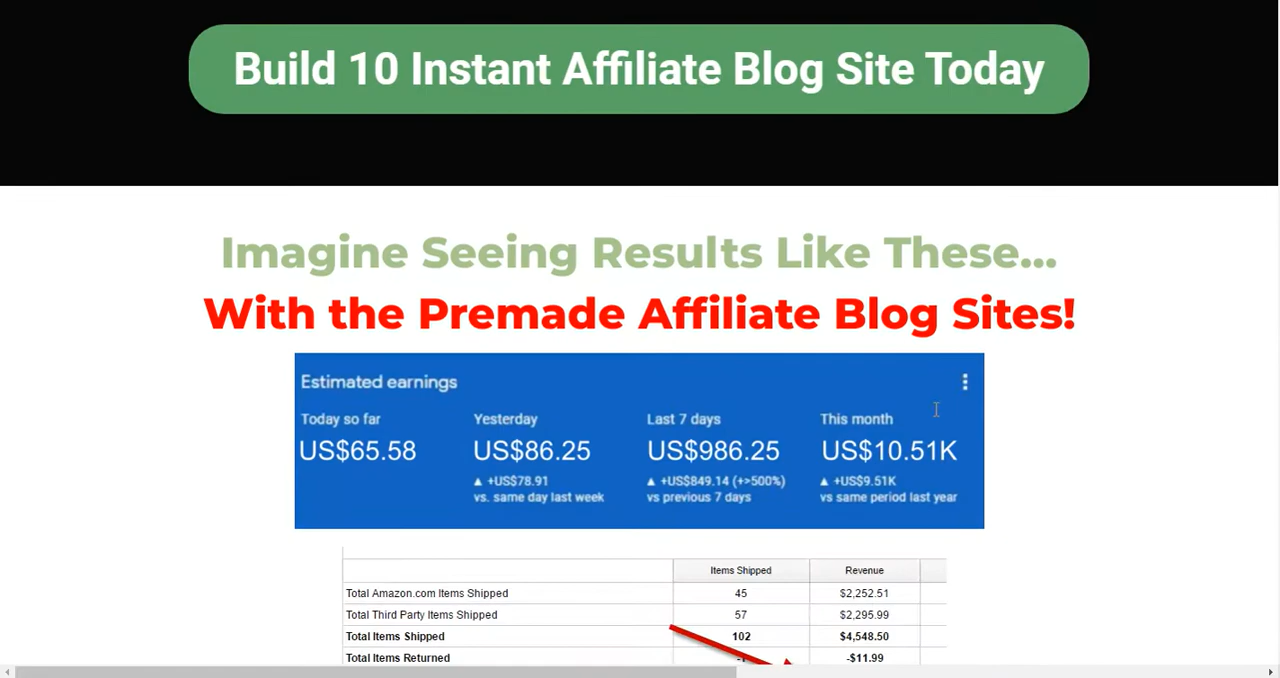 Build 10 Instant Affiliate Blog Site Today
Imagine Seeing Results Like These...
With the Premade Affiliate Blog Sites!
Estimated earnings
Today so far Yesterday Last 7 days This month
US$65.58 US$86.25 US$986.25 US$10.51K
▲ +US$78.91 ▲ +US$849.14 (+>500%) ▲ +US$9.51K
vs. same day last week vs previous 7 days vs same period last year
Items Shipped Revenue
Total Amazon.com Items Shipped 45 $2,252.51
Total Third Party Items Shipped 57 $2,295.99
Total Items Shipped 102 $4,548.50
Total Items Returned -$11.99